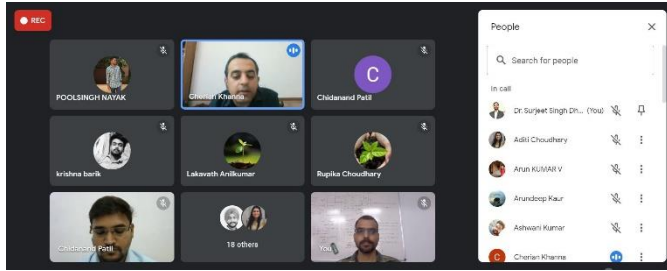 REC
POOLSINGH NAYAK
Cherian Khanna
C
Chidanand Patil
krishna barik
Lakavath Anilkumar
Rupika Choudhary
Chidanand Patil
18 others
You
People
Search for people
In call
Dr. Surjeet Singh Dh... (You)
Aditi Choudhary
Arun KUMAR V
Arundeep Kaur
Ashwani Kumar
C
Cherian Khanna